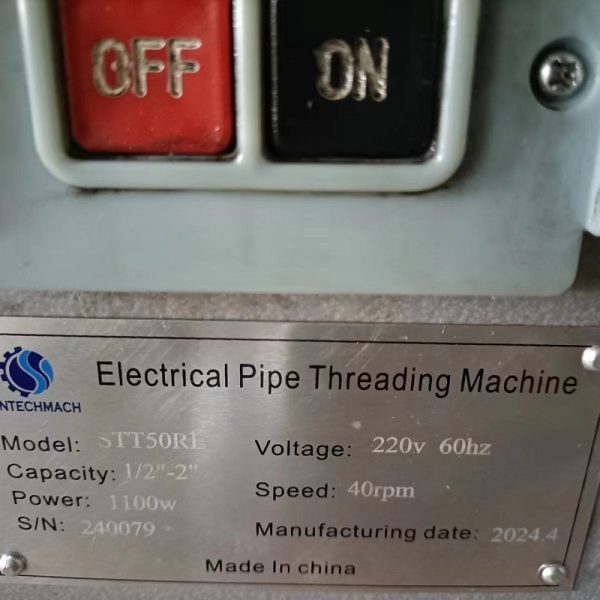 OFF ON
Electrical Pipe Threading Machine
NTECHMACH
Model: STT50RL Voltage: 220v 60hz
Capacity: 1/2"-2" Speed: 40rpm
Power: 1100w
S/N: 240079 Manufacturing date: 2024.4
Made In china